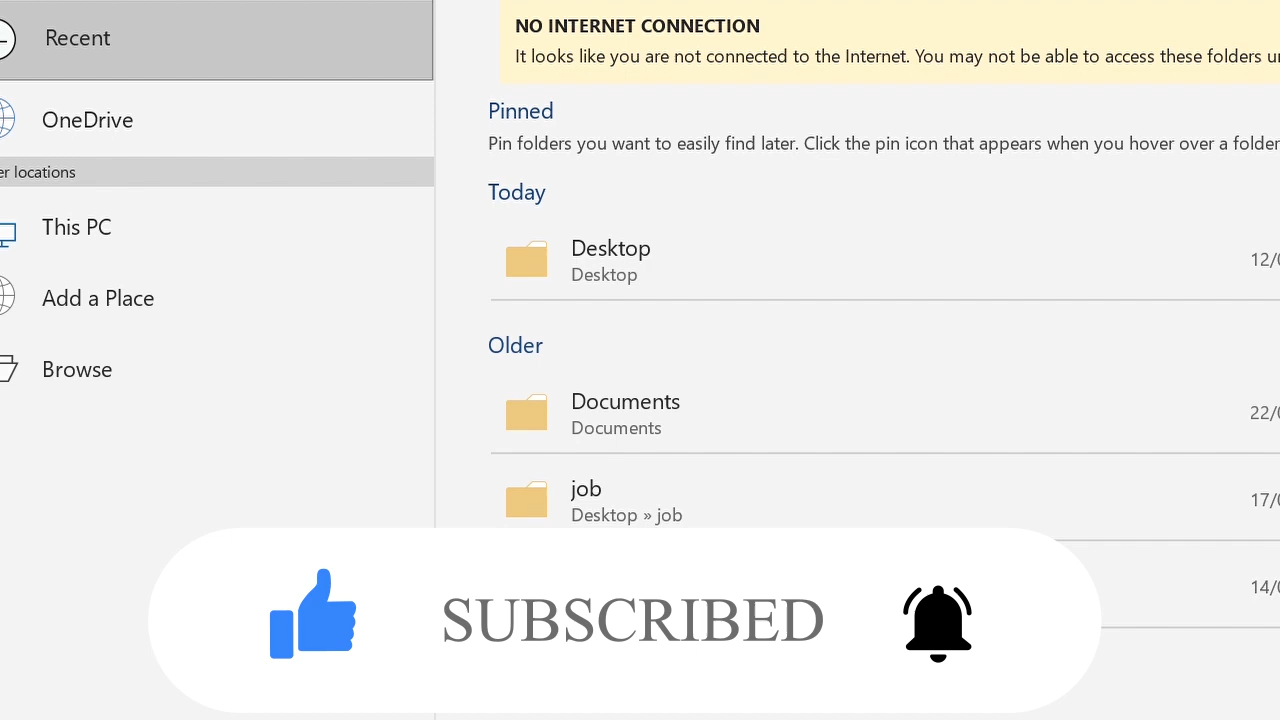 Recent
OneDrive
er locations
This PC
Add a Place
Browse
NO INTERNET CONNECTION
It looks like you are not connected to the Internet. You may not be able to access these folders u
Pinned
Pin folders you want to easily find later. Click the pin icon that appears when you hover over a folder
Today
Desktop
Desktop
12/0
Older
Documents
Documents
22/0
job
Desktop » job
17/0
14/0
SUBSCRIBED